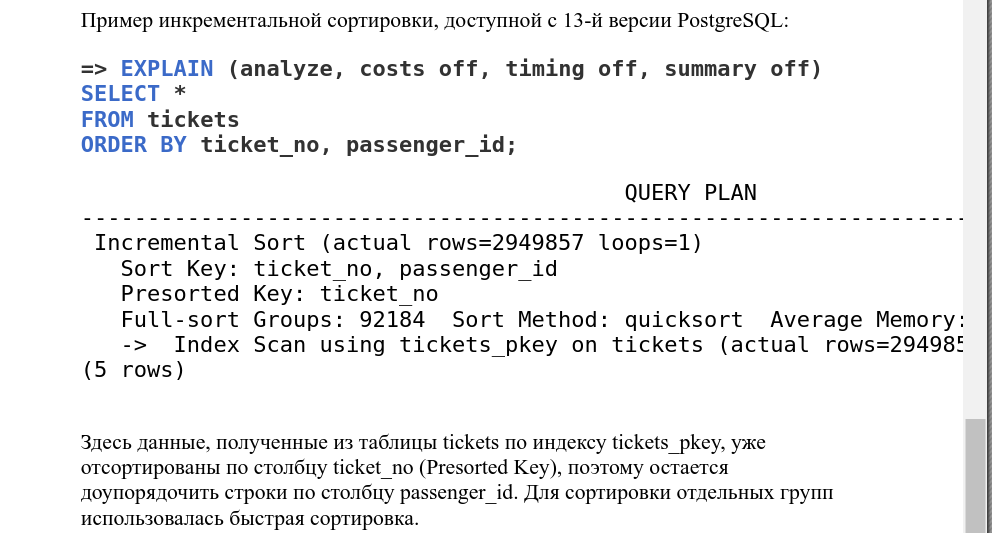 Пример инкрементальной сортировки, доступной с 13-й версии PostgreSQL:
=> EXPLAIN (analyze, costs off, timing off, summary off)
SELECT *
FROM tickets
ORDER BY ticket_no, passenger_id;
QUERY PLAN
--------------------------------------------------------------------
Incremental Sort (actual rows=2949857 loops=1)
Sort Key: ticket_no, passenger_id
Presorted Key: ticket_no
Full-sort Groups: 92184  Sort Method: quicksort  Average Memory:
->  Index Scan using tickets_pkey on tickets (actual rows=294985
(5 rows)
Здесь данные, полученные из таблицы tickets по индексу tickets_pkey, уже
отсортированы по столбцу ticket_no (Presorted Key), поэтому остается
доупорядочить строки по столбцу passenger_id. Для сортировки отдельных групп
использовалась быстрая сортировка.